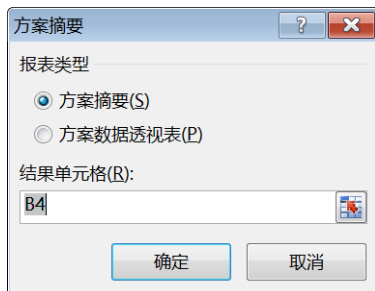 方案摘要
报表类型
方案摘要(S)
方案数据透视表(P)
结果单元格(R):
B4
确定 取消